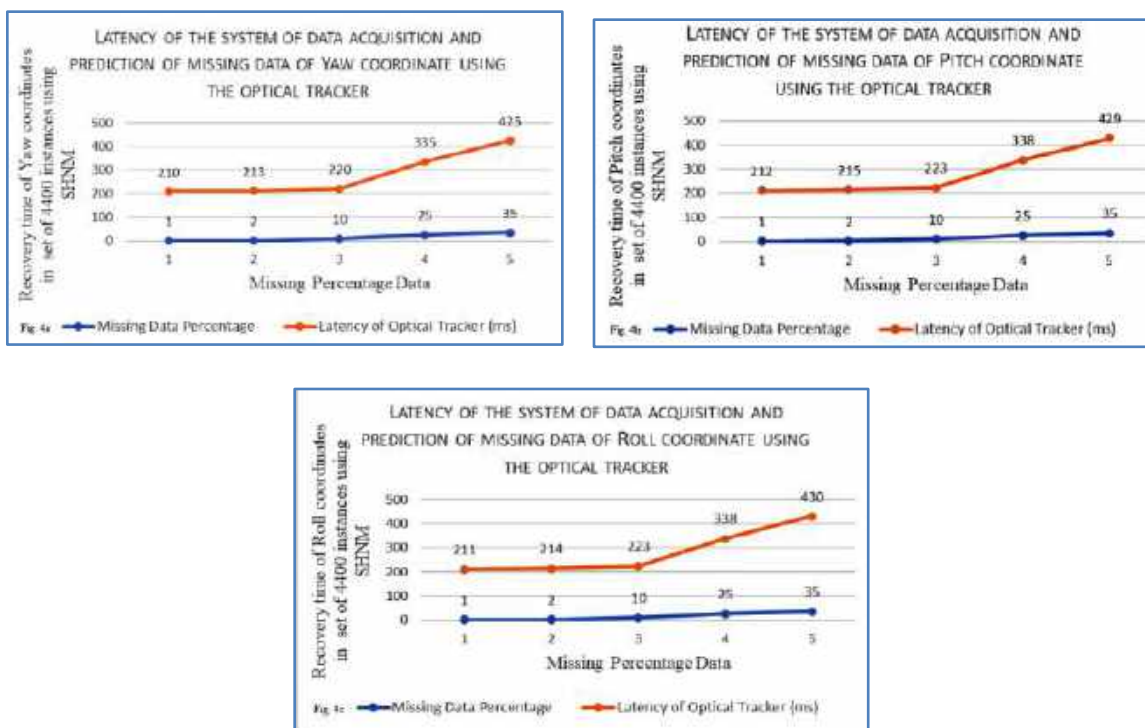 LATENCY OF THE SYSTEM OF DATA ACQUISITION AND
PREDICTION OF MISSING DATA OF YAW COORDINATE USING
THE OPTICAL TRACKER
Recovery time of Yaw coordinates
in set of 4400 instances using
SHNM
500
400
300
200
100
0
210
213
220
335
425
1
2
10
25
35
1
2
3
4
5
Missing Percentage Data
Missing Data Percentage
Latency of Optical Tracker (ms)
LATENCY OF THE SYSTEM OF DATA ACQUISITION AND
PREDICTION OF MISSING DATA OF PITCH COORDINATE
USING THE OPTICAL TRACKER
Recovery time of Pitch coordinates
in set of 4400 instances using
SHNM
500
400
300
200
100
0
212
215
223
338
429
1
2
10
25
35
1
2
3
4
5
Missing Percentage Data
Missing Data Percentage
Latency of Optical Tracker (ms)
LATENCY OF THE SYSTEM OF DATA ACQUISITION AND
PREDICTION OF MISSING DATA OF ROLL COORDINATE USING
THE OPTICAL TRACKER
Recovery time of Roll coordinates
in set of 4400 instances using
SHNM
500
400
300
200
100
0
211
214
223
338
430
1
2
10
25
35
1
2
3
4
5
Missing Percentage Data
Missing Data Percentage
Latency of Optical Tracker (ms)